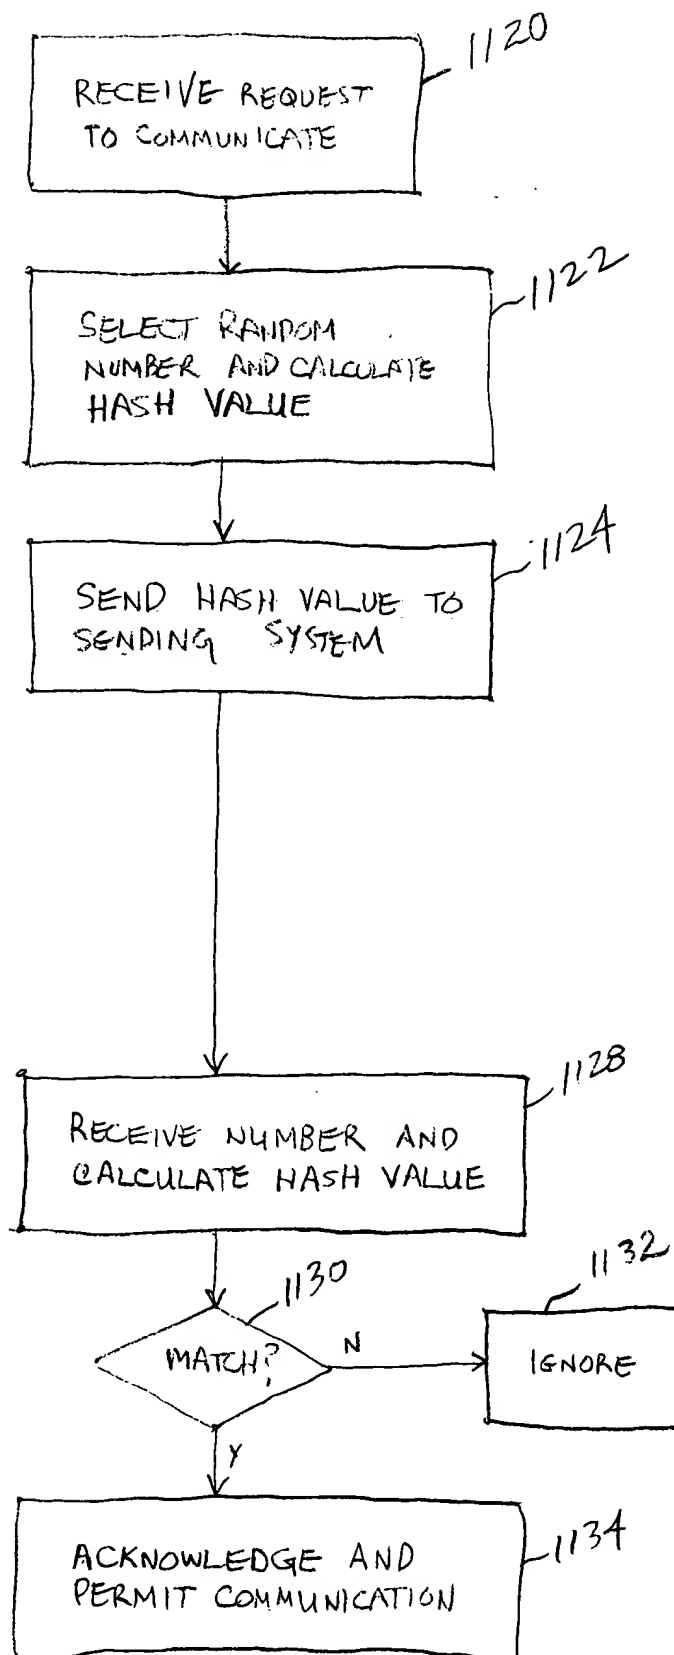 1120
RECEIVE REQUEST
TO COMMUNICATE
1122
SELECT RANDOM
NUMBER AND CALCULATE
HASH VALUE
1124
SEND HASH VALUE TO
SENDING SYSTEM
1128
RECEIVE NUMBER AND
CALCULATE HASH VALUE
1130
MATCH?
N
1132
IGNORE
Y
1134
ACKNOWLEDGE AND
PERMIT COMMUNICATION